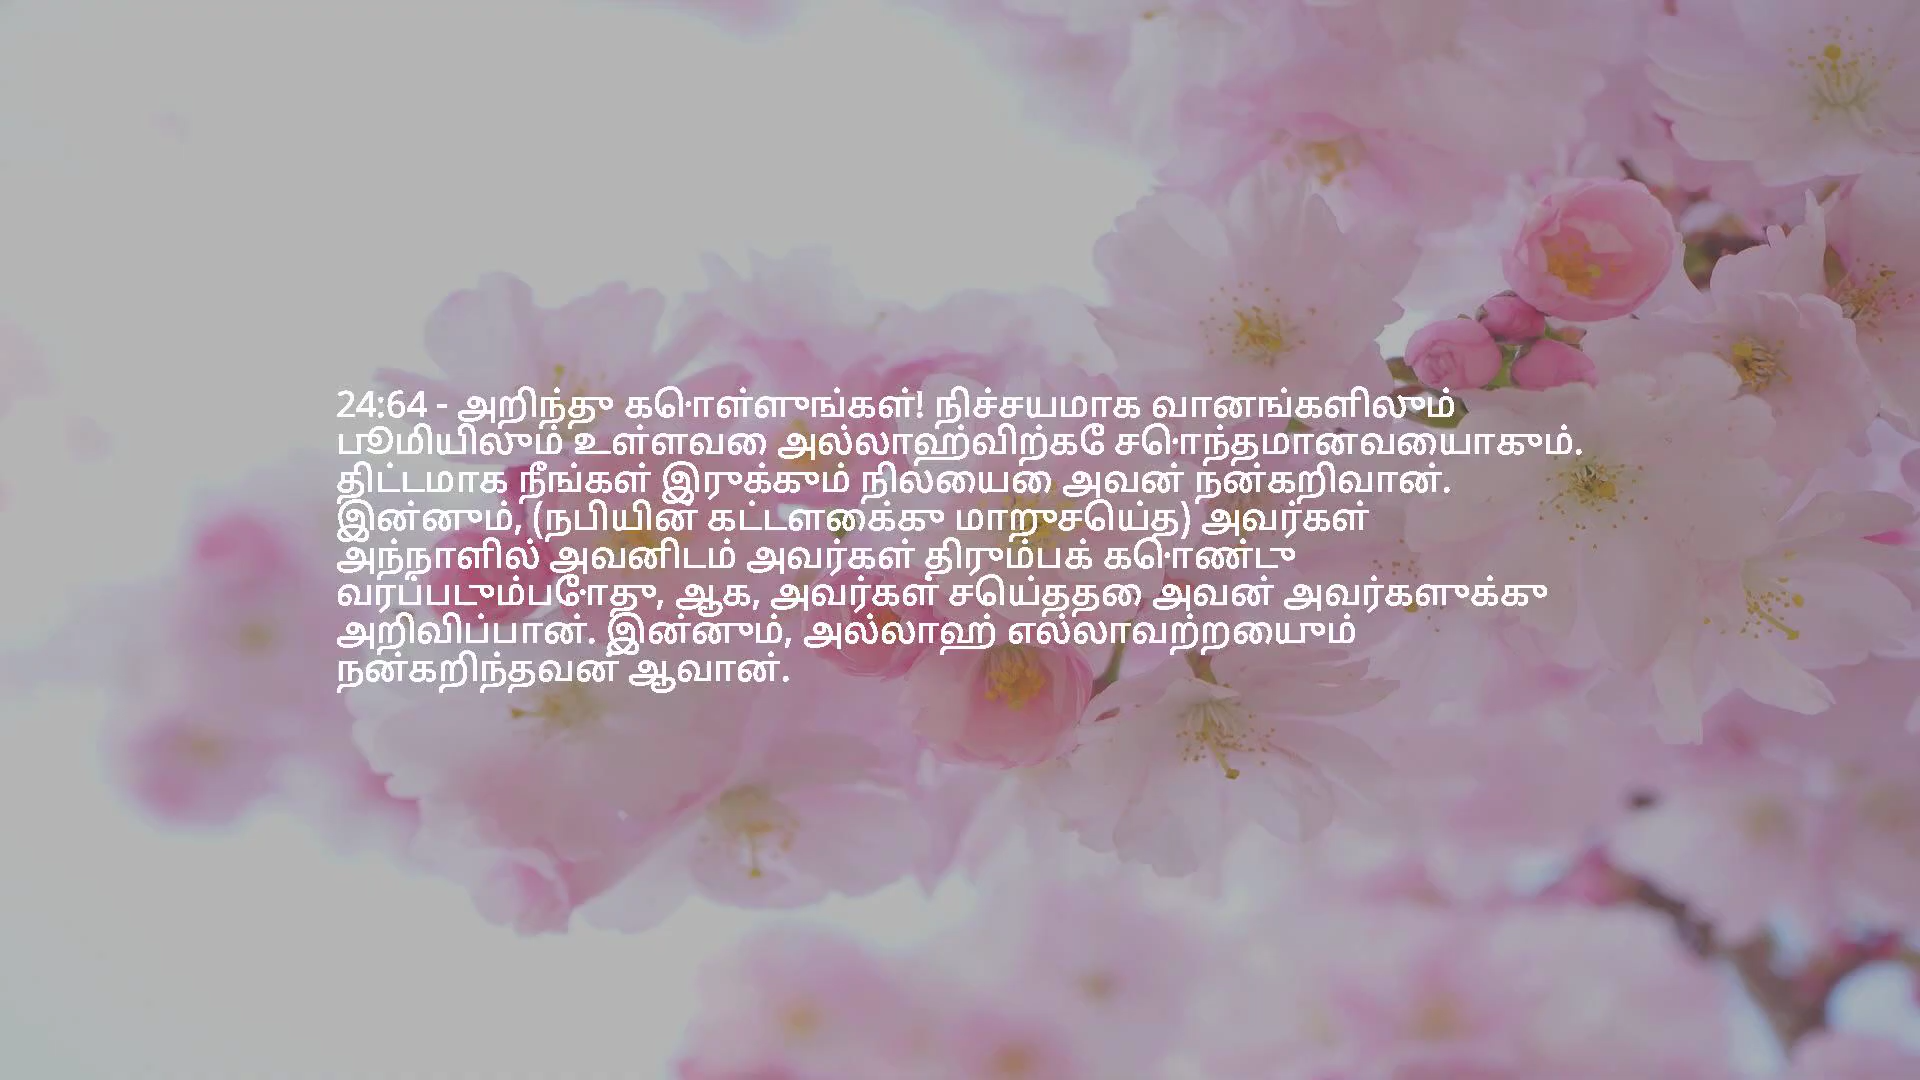 24:64 - அறிந்து கொள்ளுங்கள்! நிச்சயமாக வானங்களிலும்
பூமியிலும் உள்ளவை அல்லாஹ்விற்கே சொந்தமானவையாகும்.
திட்டமாக நீங்கள் இருக்கும் நிலையை அவன் நன்கறிவான்.
இன்னும், (நபியின் கட்டளைக்கு மாறுசெய்த) அவர்கள்
அந்நாளில் அவனிடம் அவர்கள் திரும்பக் கொண்டு
வரப்படும்போது, ஆக, அவர்கள் செய்ததை அவன் அவர்களுக்கு
அறிவிப்பான். இன்னும், அல்லாஹ் எல்லாவற்றையும்
நன்கறிந்தவன் ஆவான்.